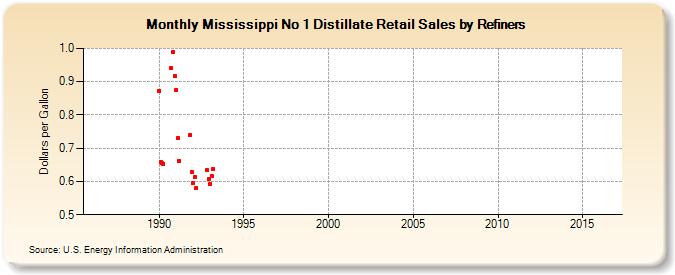 Monthly Mississippi No 1 Distillate Retail Sales by Refiners
Dollars per Gallon
1.0
0.9
0.8
0.7
0.6
0.5
1990 1995 2000 2005 2010 2015
Source: U.S. Energy Information Administration